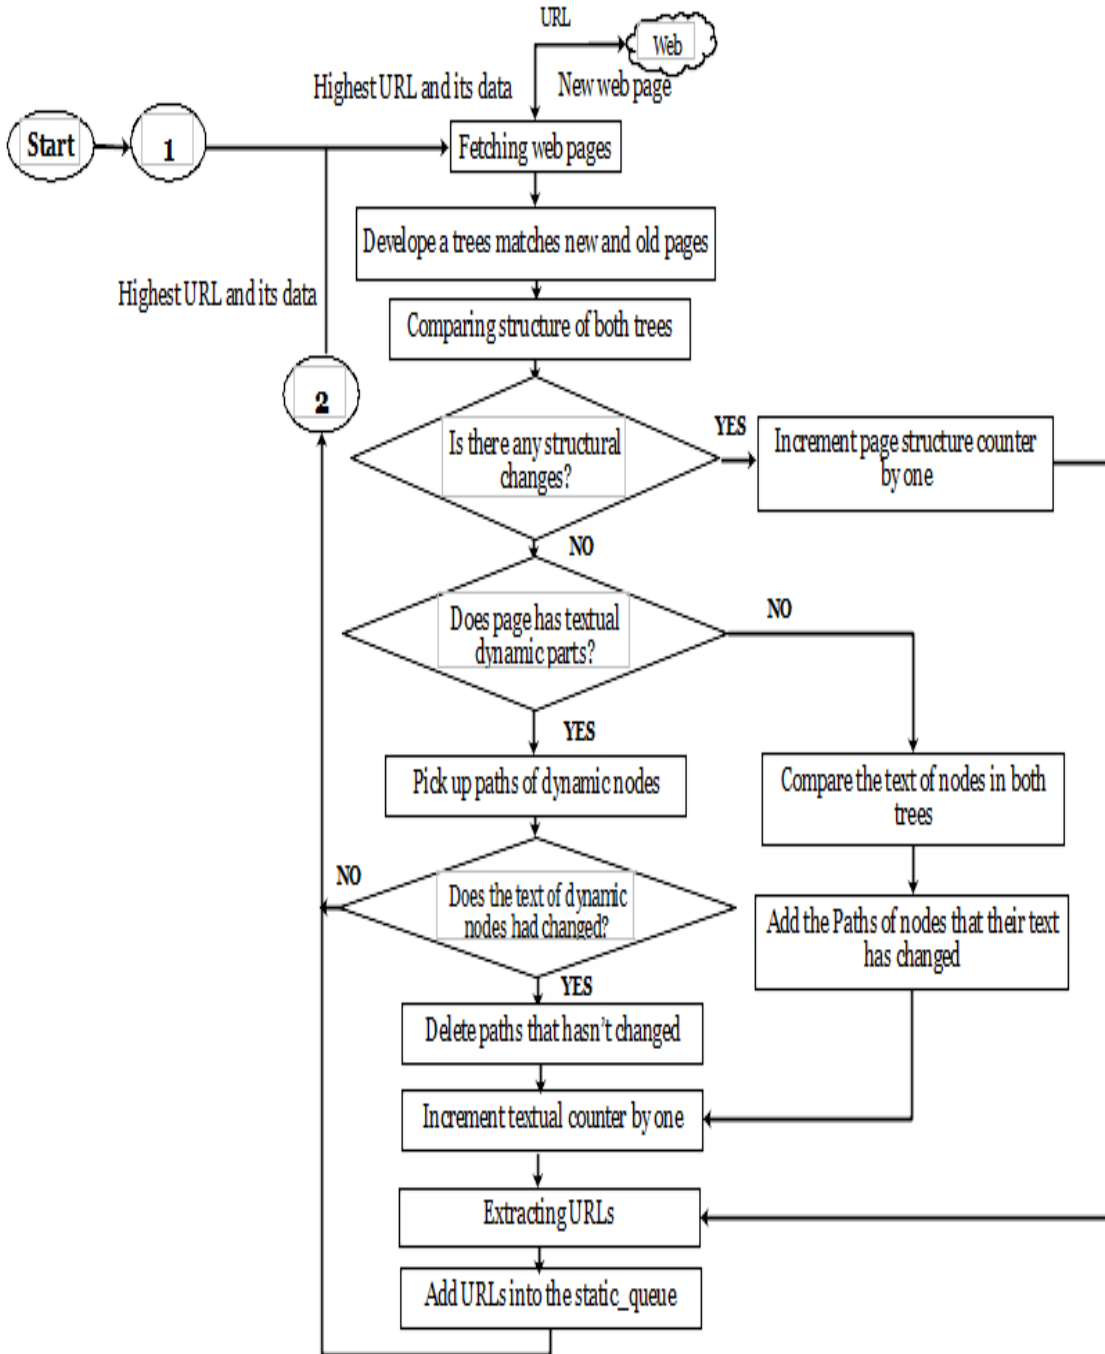 URL
Web
Highest URL and its data
New web page
Start
1
Fetching web pages
Develope a trees matches new and old pages
Highest URL and its data
Comparing structure of both trees
2
Is there any structural
changes?
YES
Increment page structure counter
by one
NO
Does page has textual
dynamic parts?
NO
YES
Pick up paths of dynamic nodes
Compare the text of nodes in both
trees
NO
Does the text of dynamic
nodes had changed?
Add the Paths of nodes that their text
has changed
YES
Delete paths that hasn't changed
Increment textual counter by one
Extracting URLs
Add URLs into the static_queue